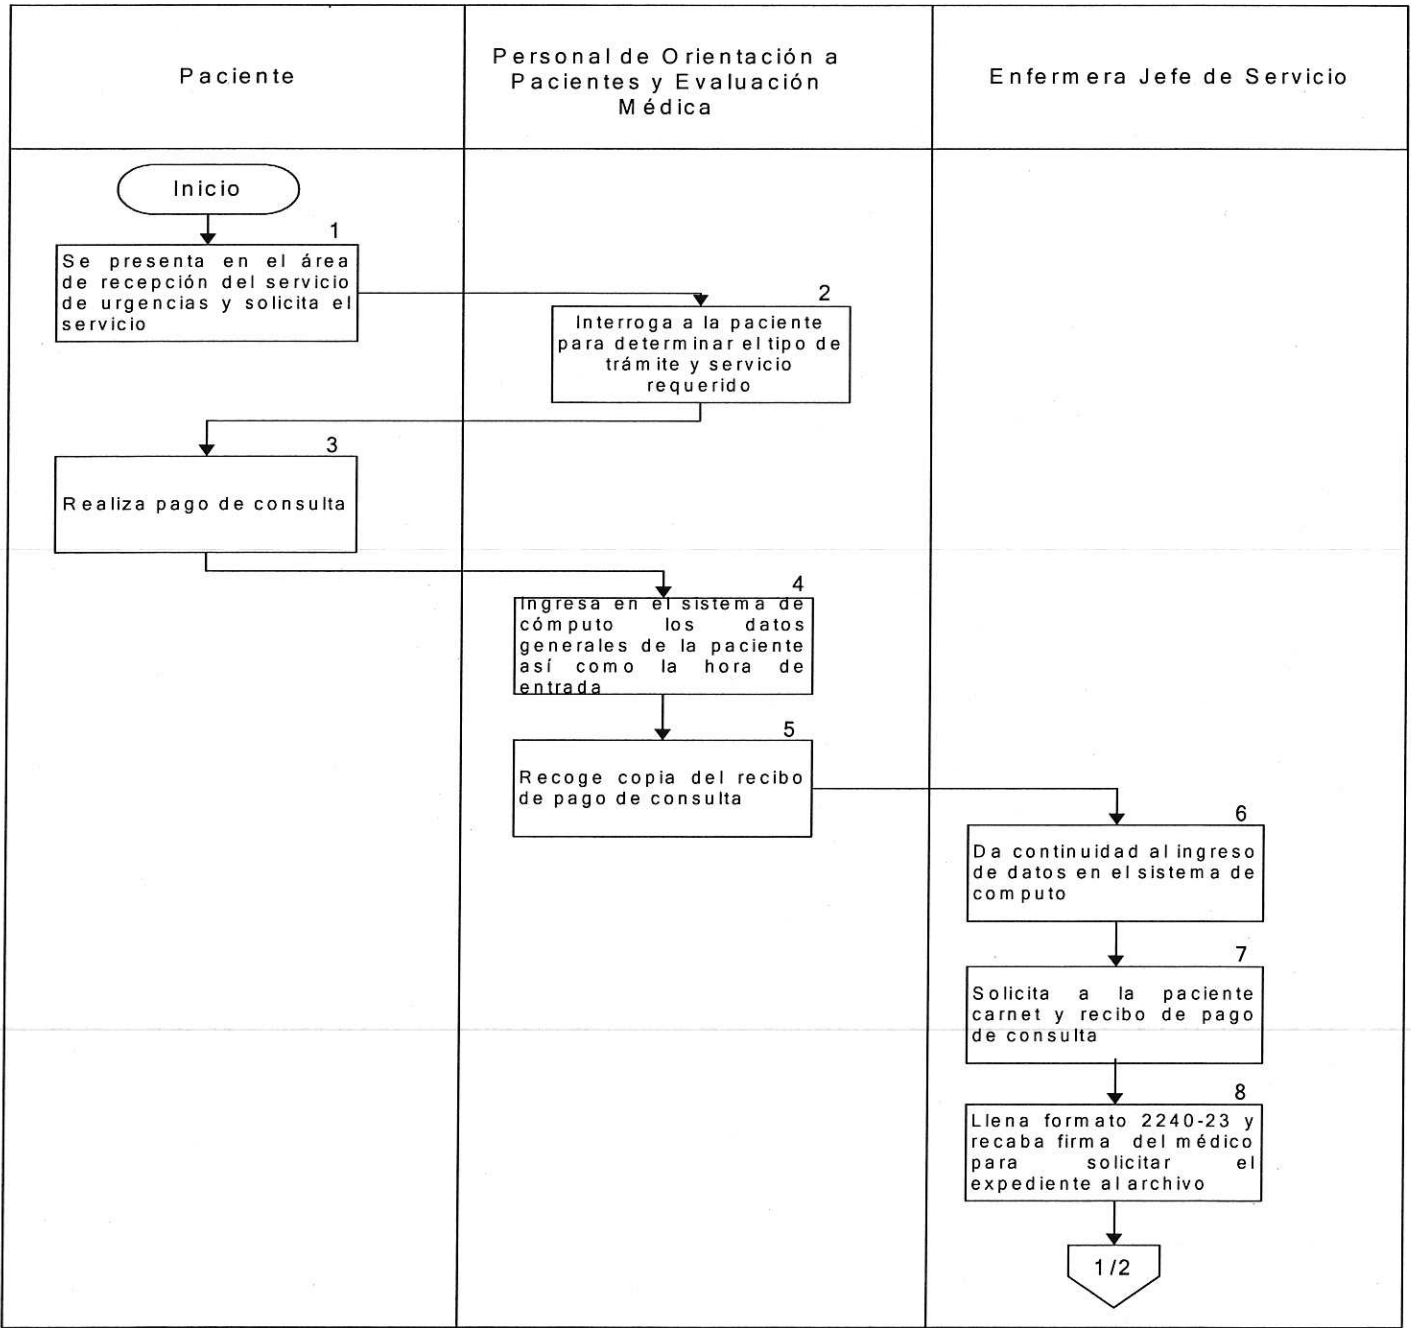 Paciente
Personal de Orientación a
Pacientes y Evaluación
Médica
Enfermera Jefe de Servicio
Inicio
1
Se presenta en el área
de recepción del servicio
de urgencias y solicita el
servicio
2
Interroga a la paciente
para determinar el tipo de
trámite y servicio
requerido
3
Realiza pago de consulta
4
Ingresa en el sistema de
cómputo los datos
generales de la paciente
así como la hora de
entrada
5
Recoge copia del recibo
de pago de consulta
6
Da continuidad al ingreso
de datos en el sistema de
computo
7
Solicita a la paciente
carnet y recibo de pago
de consulta
8
Llena formato 2240-23 y
recaba firma del médico
para solicitar el
expediente al archivo
1/2